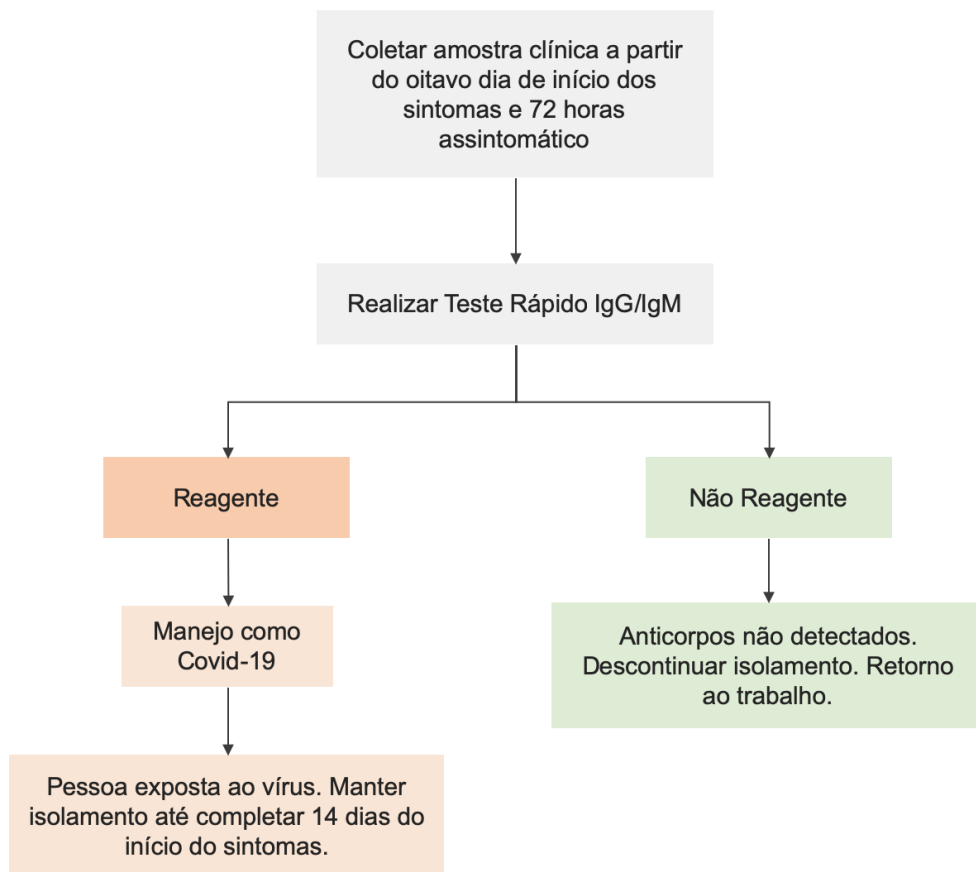 Coletar amostra clínica a partir
do oitavo dia de início dos
sintomas e 72 horas
assintomático
Realizar Teste Rápido IgG/IgM
Reagente
Não Reagente
Manejo como
Covid-19
Anticorpos não detectados.
Descontinuar isolamento. Retorno
ao trabalho.
Pessoa exposta ao vírus. Manter
isolamento até completar 14 dias do
início do sintomas.